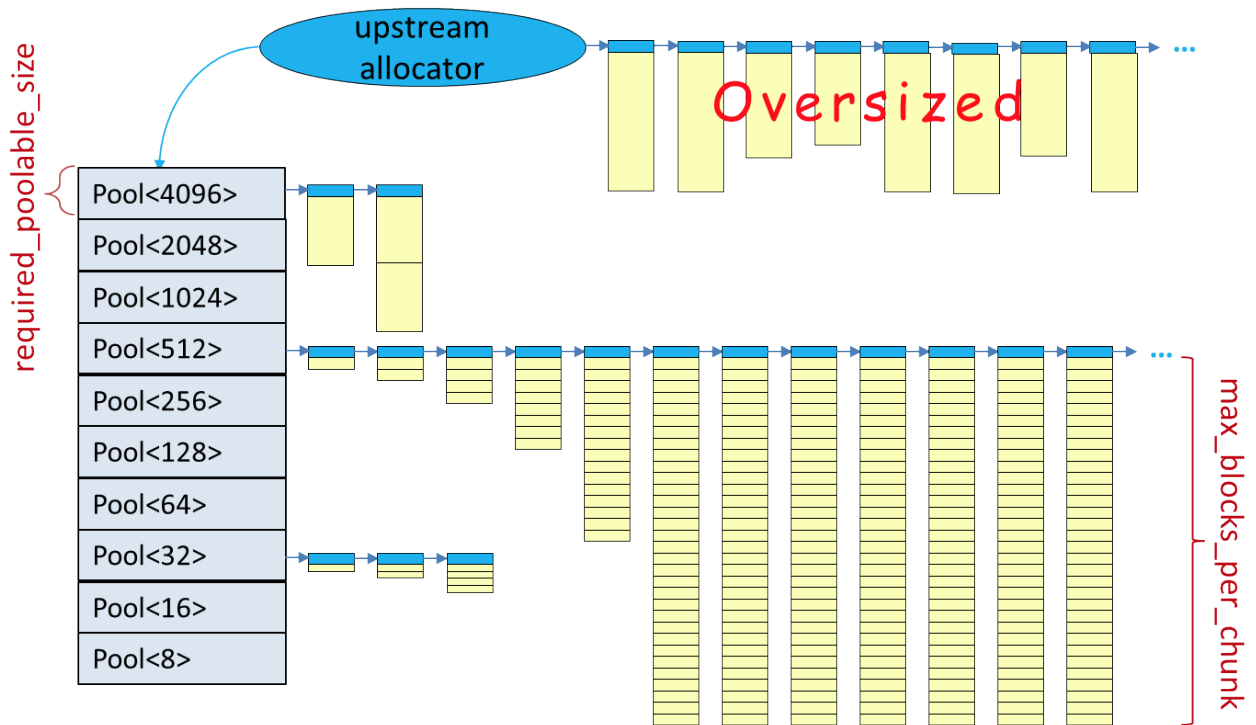 upstream
allocator
...
Oversized
required_poolable_size
Pool<4096>
Pool<2048>
Pool<1024>
Pool<512>
...
Pool<256>
Pool<128>
Pool<64>
Pool<32>
Pool<16>
Pool<8>
max_blocks_per_chunk